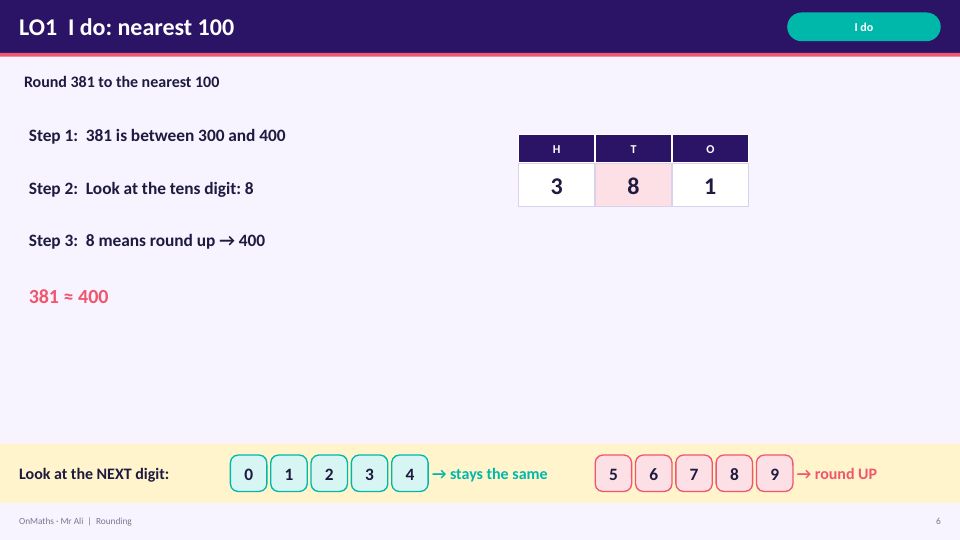 LO1  I do: nearest 100
I do
Round 381 to the nearest 100
Step 1:  381 is between 300 and 400
Step 2:  Look at the tens digit: 8
Step 3:  8 means round up → 400
381 ≈ 400
H T O
3 8 1
Look at the NEXT digit: 0 1 2 3 4 → stays the same 5 6 7 8 9 → round UP
OnMaths - Mr Ali | Rounding
6